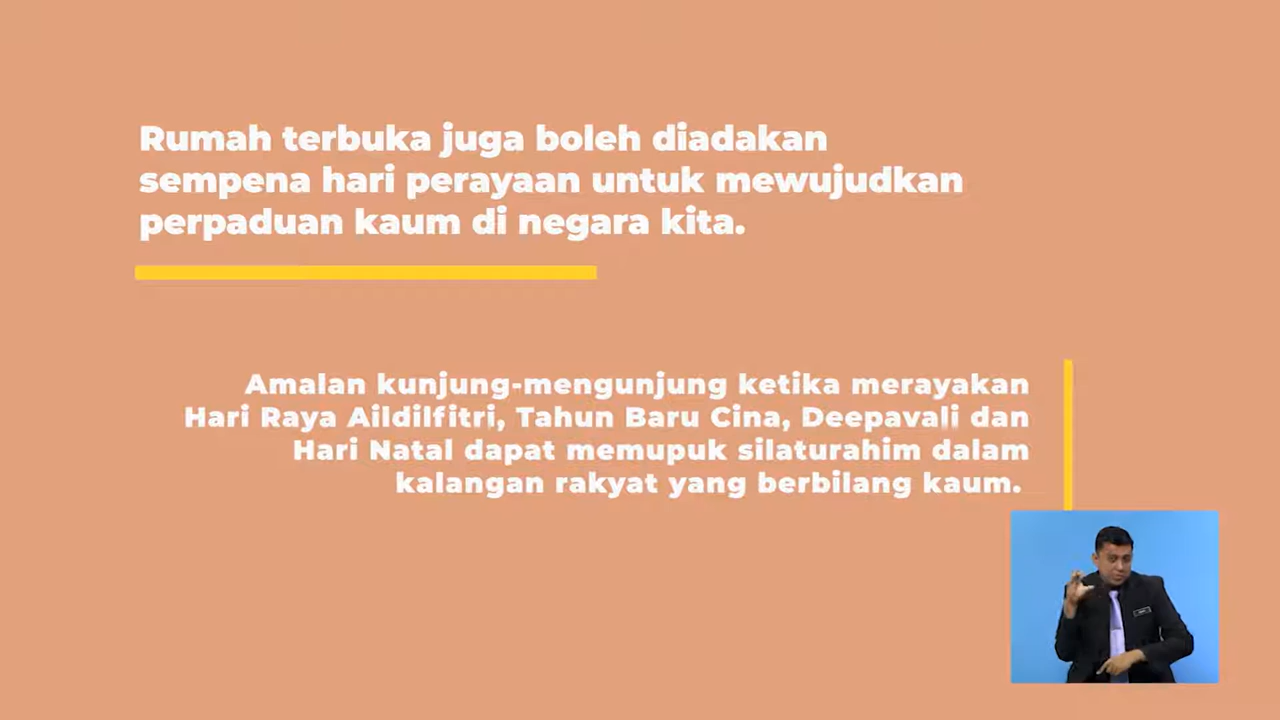 Rumah terbuka juga boleh diadakan
sempena hari perayaan untuk mewujudkan
perpaduan kaum di negara kita.
Amalan kunjung-mengunjung ketika merayakan
Hari Raya Aildilfitri, Tahun Baru Cina, Deepavali dan
Hari Natal dapat memupuk silaturahim dalam
kalangan rakyat yang berbilang kaum.